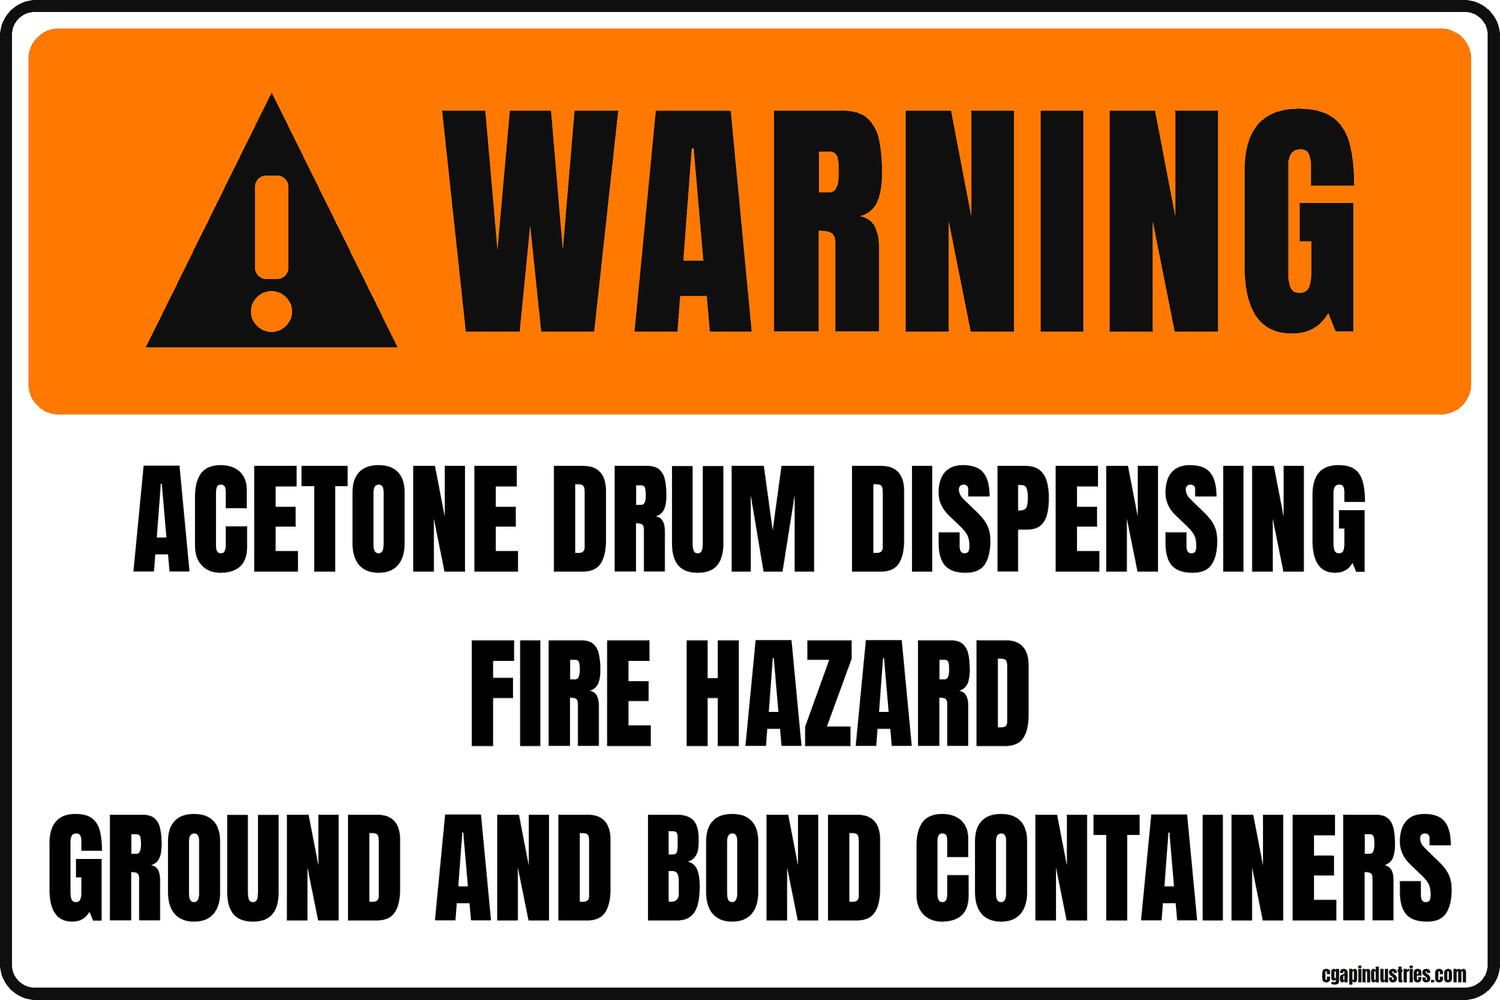 WARNING
ACETONE DRUM DISPENSING
FIRE HAZARD
GROUND AND BOND CONTAINERS
cgapindustries.com